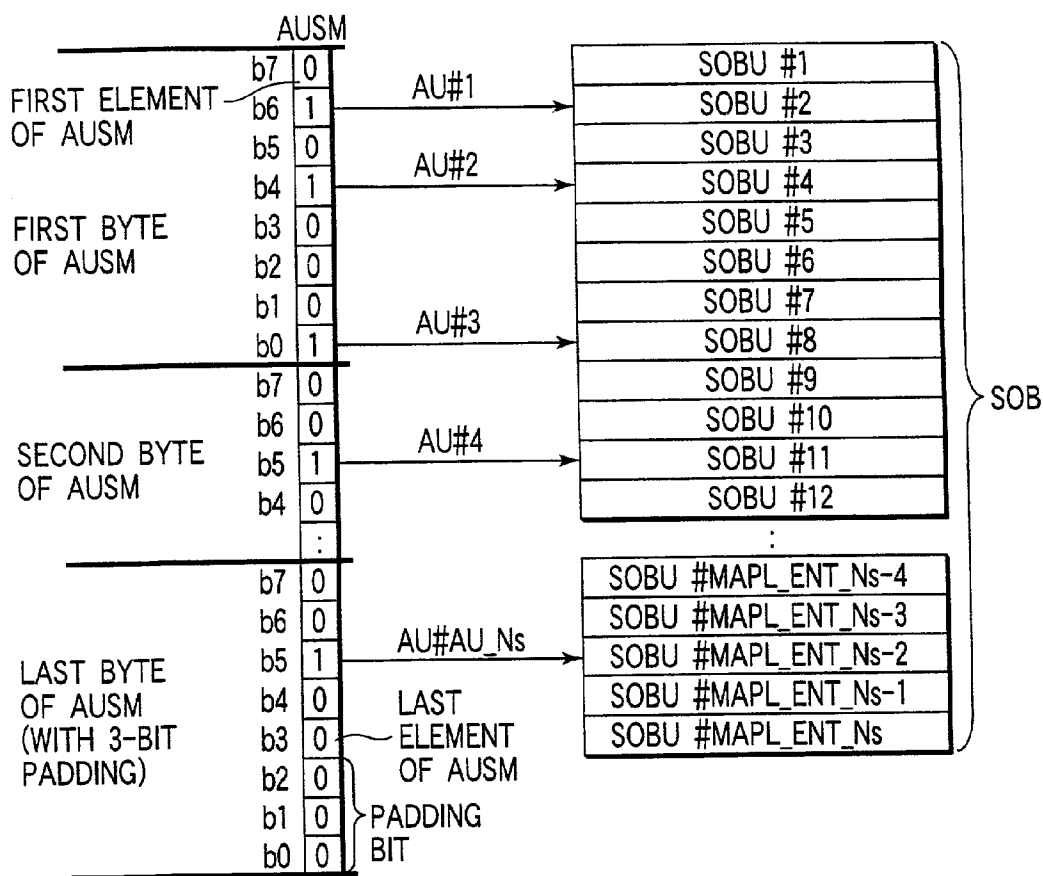 AUSM
b7 0
FIRST ELEMENT
OF AUSM
b6 1 AU#1
b5 0
b4 1 AU#2
FIRST BYTE
OF AUSM
b3 0
b2 0
b1 0
b0 1 AU#3
b7 0
b6 0
SECOND BYTE
OF AUSM
b5 1 AU#4
b4 0
:
b7 0
b6 0
b5 1 AU#AU_Ns
LAST BYTE
OF AUSM
(WITH 3-BIT
PADDING)
b4 0
b3 0
b2 0
b1 0
b0 0
LAST
ELEMENT
OF AUSM
PADDING
BIT
SOBU #1
SOBU #2
SOBU #3
SOBU #4
SOBU #5
SOBU #6
SOBU #7
SOBU #8
SOBU #9
SOBU #10
SOBU #11
SOBU #12
:
SOBU #MAPL_ENT_Ns-4
SOBU #MAPL_ENT_Ns-3
SOBU #MAPL_ENT_Ns-2
SOBU #MAPL_ENT_Ns-1
SOBU #MAPL_ENT_Ns
SOB